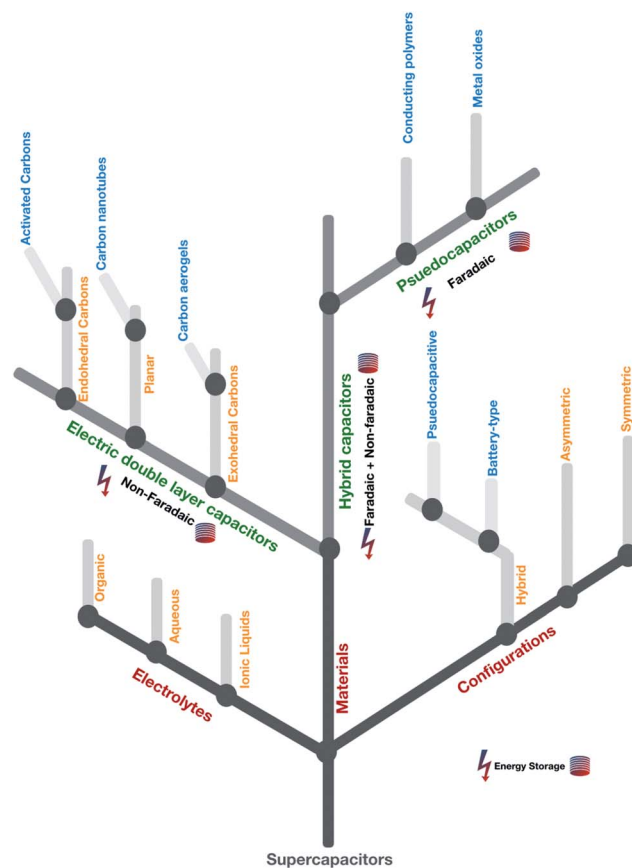 Conducting polymers
Metal oxides
Activated Carbons
Carbon nanotubes
Carbon aerogels
Endohedral Carbons
Planar
Exohedral Carbons
Psuedocapacitors
Faradaic
Electric double layer capacitors
Non-Faradaic
Hybrid capacitors
Faradaic + Non-faradaic
Psuedocapacitive
Battery-type
Asymmetric
Symmetric
Hybrid
Organic
Aqueous
Ionic Liquids
Electrolytes
Materials
Configurations
Energy Storage
Supercapacitors